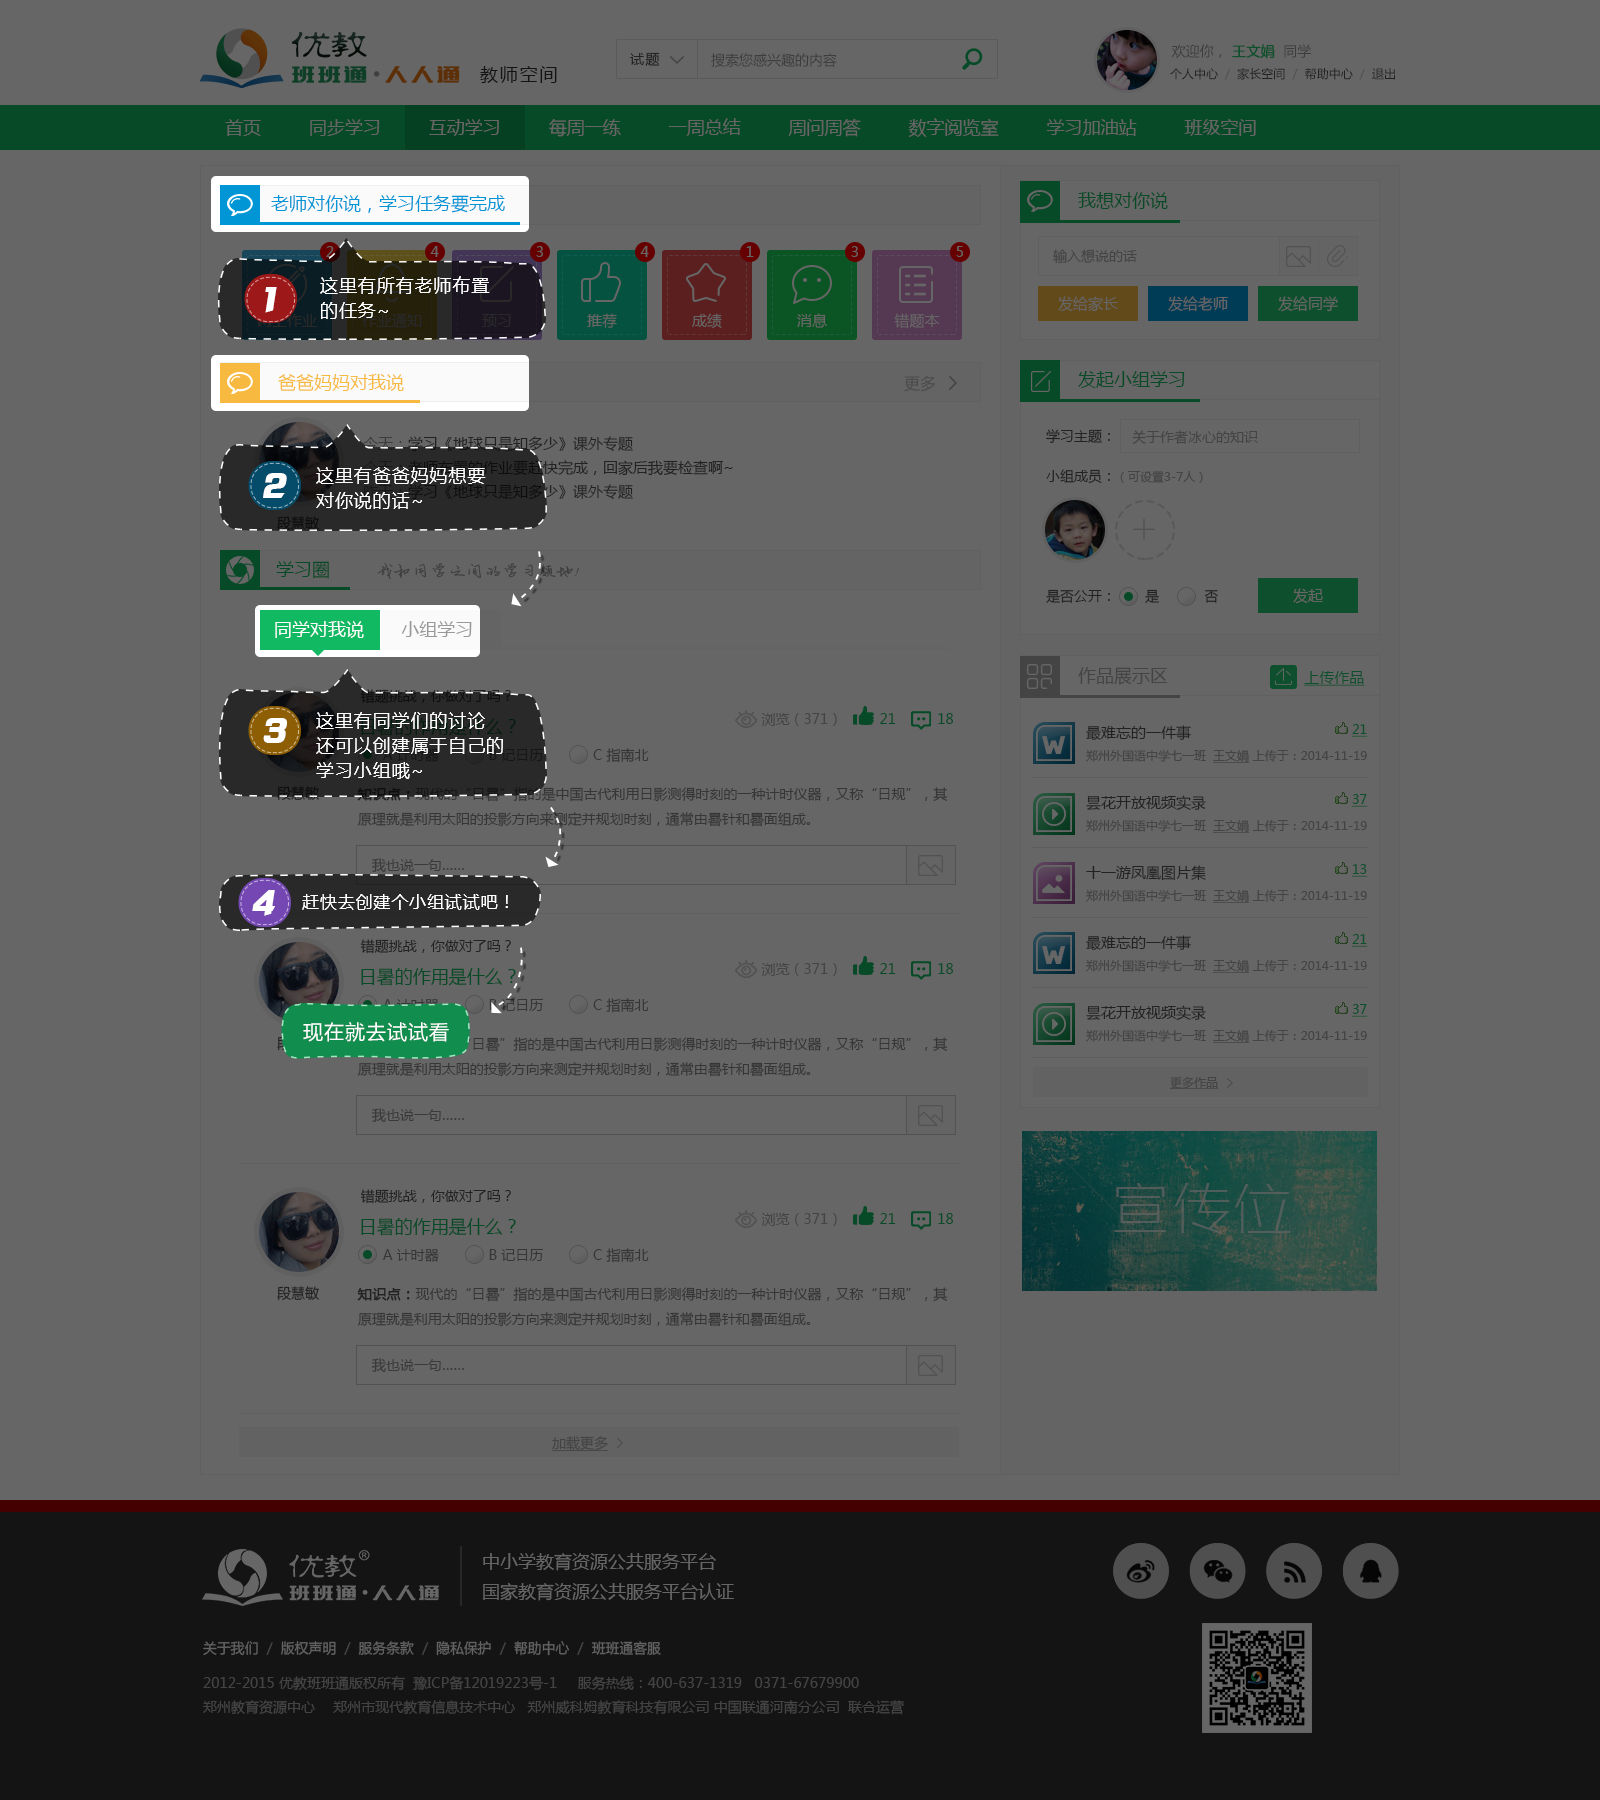 优教
班班通·人人通
教师空间
试题
搜索您感兴趣的内容
欢迎你， 王文娟 同学
个人中心 / 家长空间 / 帮助中心 / 退出
首页 同步学习 互动学习 每周一练 一周总结 周问周答 数字阅览室 学习加油站 班级空间
老师对你说，学习任务要完成
2 4 3 4 1 3 5
预习 推荐 成绩 消息 错题本
1
这里有所有老师布置
的任务~
爸爸妈妈对我说
更多
今天：学习《地球只是知多少》课外专题
作业要赶快完成，回家后我要检查啊~
学习《地球只是知多少》课外专题
段慧敏
2
这里有爸爸妈妈想要
对你说的话~
学习圈
我和同学之间的学习领地!
同学对我说 小组学习
错题挑战，你做对了吗？
日晷的作用是什么？
浏览（371） 21 18
A 计时器 B 记日历 C 指南北
3
这里有同学们的讨论
还可以创建属于自己的
学习小组哦~
段慧敏
知识点：现代的“日晷”指的是中国古代利用日影测得时刻的一种计时仪器，又称“日规”，其
原理就是利用太阳的投影方向来测定并规划时刻，通常由晷针和晷面组成。
我也说一句......
4
赶快去创建个小组试试吧！
错题挑战，你做对了吗？
日暑的作用是什么？
浏览（371） 21 18
A 计时器 B 记日历 C 指南北
现在就去试试看
日晷”指的是中国古代利用日影测得时刻的一种计时仪器，又称“日规”，其
原理就是利用太阳的投影方向来测定并规划时刻，通常由晷针和晷面组成。
我也说一句......
错题挑战，你做对了吗？
日暑的作用是什么？
浏览（371） 21 18
A 计时器 B 记日历 C 指南北
段慧敏
知识点：现代的“日晷”指的是中国古代利用日影测得时刻的一种计时仪器，又称“日规”，其
原理就是利用太阳的投影方向来测定并规划时刻，通常由晷针和晷面组成。
我也说一句......
加载更多
我想对你说
输入想说的话
发给家长 发给老师 发给同学
发起小组学习
学习主题： 关于作者冰心的知识
小组成员：（可设置3-7人）
是否公开： 是 否
发起
作品展示区
上传作品
最难忘的一件事 21
郑州外国语中学七一班 王文娟 上传于：2014-11-19
昙花开放视频实录 37
郑州外国语中学七一班 王文娟 上传于：2014-11-19
十一游凤凰图片集 13
郑州外国语中学七一班 王文娟 上传于：2014-11-19
最难忘的一件事 21
郑州外国语中学七一班 王文娟 上传于：2014-11-19
昙花开放视频实录 37
郑州外国语中学七一班 王文娟 上传于：2014-11-19
更多作品
宣传位
优教®
班班通·人人通
中小学教育资源公共服务平台
国家教育资源公共服务平台认证
关于我们 / 版权声明 / 服务条款 / 隐私保护 / 帮助中心 / 班班通客服
2012-2015 优教班班通版权所有 豫ICP备12019223号-1 服务热线：400-637-1319 0371-67679900
郑州教育资源中心 郑州市现代教育信息技术中心 郑州威科姆教育科技有限公司 中国联通河南分公司 联合运营